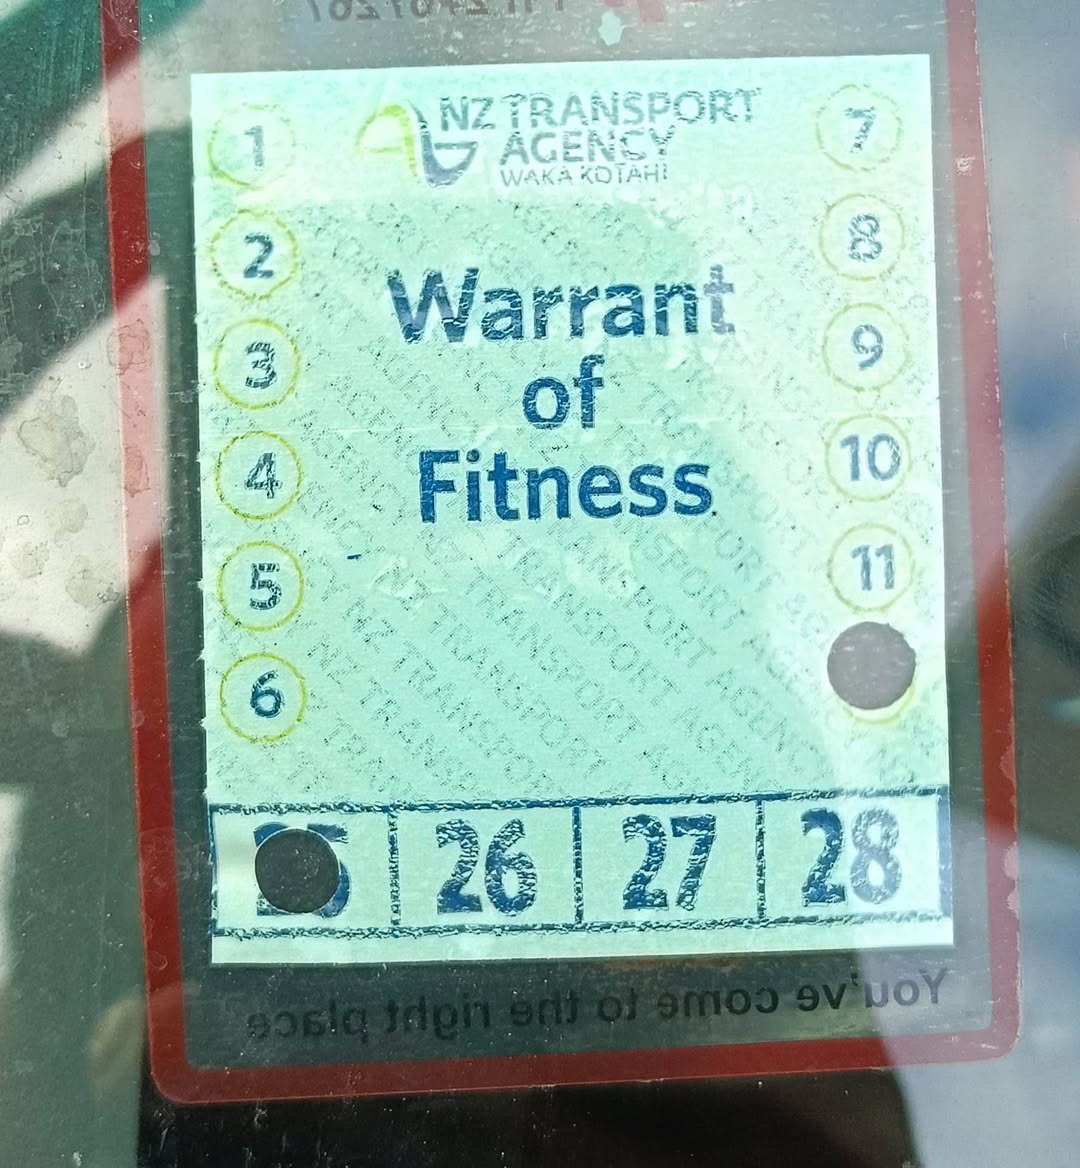 NZ TRANSPORT
AGENCY
WAKA KOTAHI
1
2
3
4
5
6
7
8
9
10
11
Warrant
of
Fitness
26
27
28
You've come to the right place